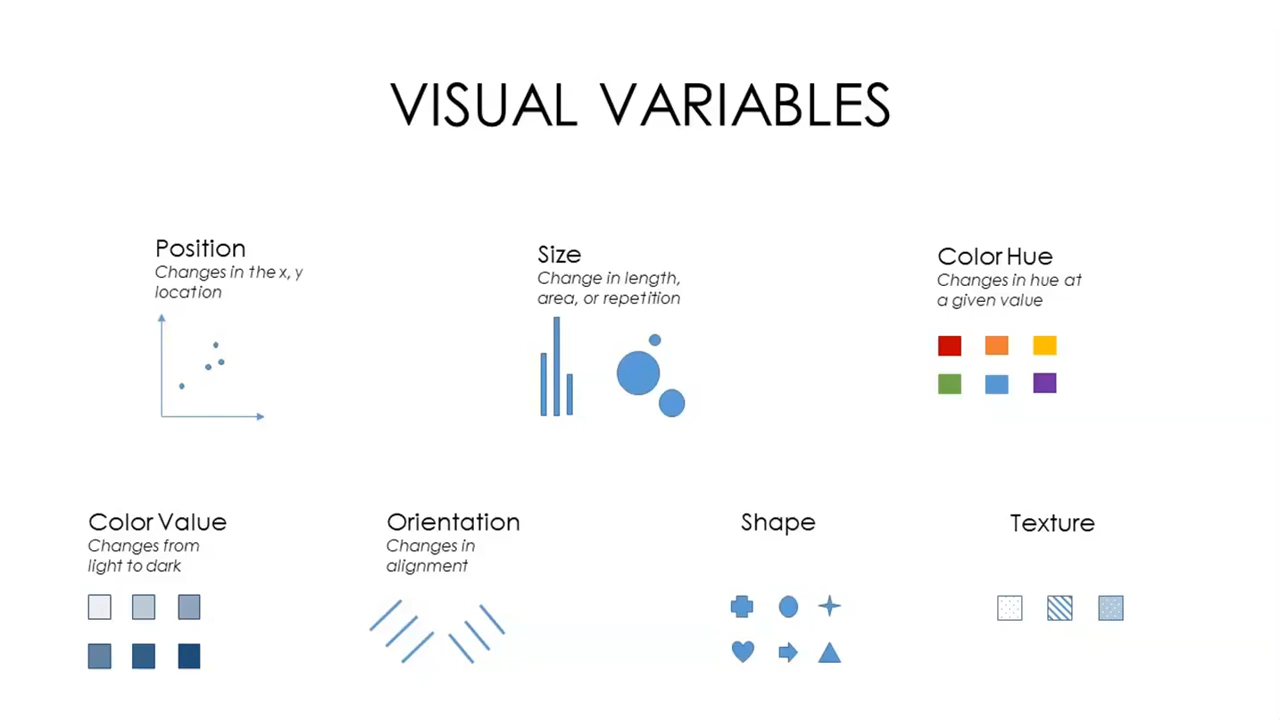 VISUAL VARIABLES
Position
Changes in the x, y
location
Size
Change in length,
area, or repetition
Color Hue
Changes in hue at
a given value
Color Value
Changes from
light to dark
Orientation
Changes in
alignment
Shape
Texture